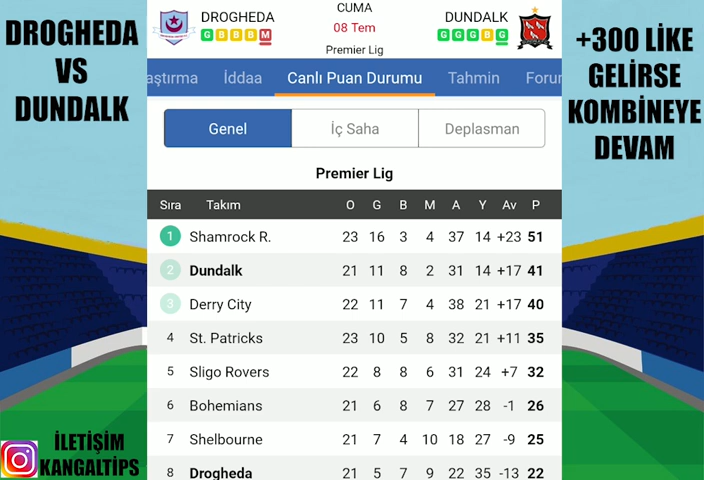 DROGHEDA
VS
DUNDALK
DROGHEDA
G B B B M
CUMA
08 Tem
Premier Lig
DUNDALK
G G G B G
+300 LİKE
GELİRSE
KOMBİNEYE
DEVAM
aştırma İddaa Canlı Puan Durumu Tahmin Forum
Genel İç Saha Deplasman
Premier Lig
Sıra Takım O G B M A Y Av P
1 Shamrock R. 23 16 3 4 37 14 +23 51
2 Dundalk 21 11 8 2 31 14 +17 41
3 Derry City 22 11 7 4 38 21 +17 40
4 St. Patricks 23 10 5 8 32 21 +11 35
5 Sligo Rovers 22 8 8 6 31 24 +7 32
6 Bohemians 21 6 8 7 27 28 -1 26
7 Shelbourne 21 7 4 10 18 27 -9 25
8 Drogheda 21 5 7 9 22 35 -13 22
İLETİŞİM
KANGALTİPS